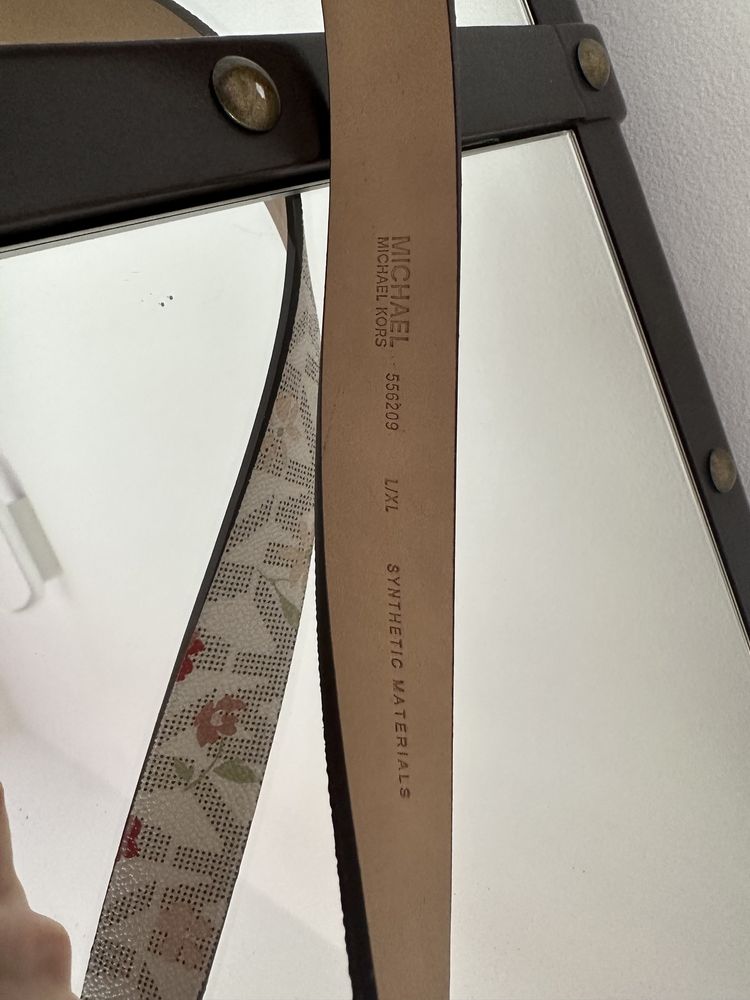 MICHAEL
MICHAEL KORS
556209
L/XL
SYNTHETIC MATERIALS